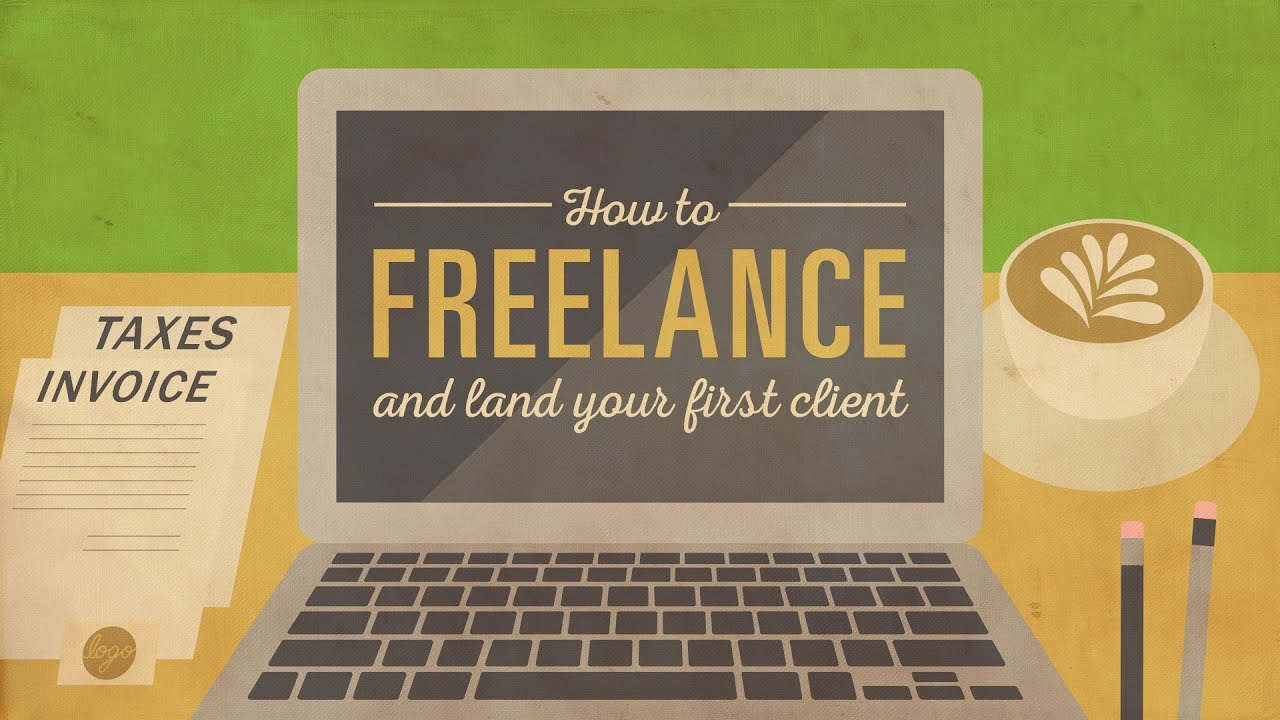 How to
FREELANCE
and land your first client
TAXES
INVOICE
logo